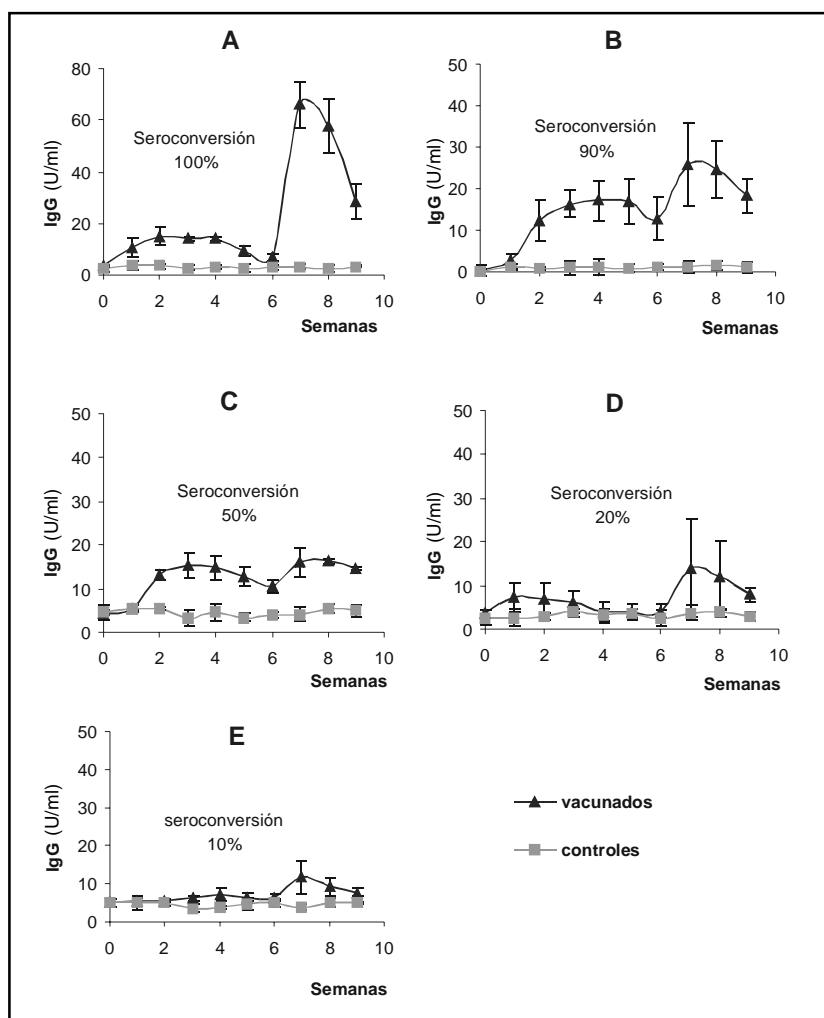 A
IgG (U/ml)
80
60
40
20
0
Seroconversión
100%
0 2 4 6 8 10
Semanas
B
IgG (U/ml)
50
40
30
20
10
0
Seroconversión
90%
0 2 4 6 8 10
Semanas
C
IgG (U/ml)
50
40
30
20
10
0
Seroconversión
50%
0 2 4 6 8 10
Semanas
D
IgG (U/ml)
50
40
30
20
10
0
Seroconversión
20%
0 2 4 6 8 10
Semanas
E
IgG (U/ml)
50
40
30
20
10
0
seroconversión
10%
0 2 4 6 8 10
Semanas
vacunados
controles